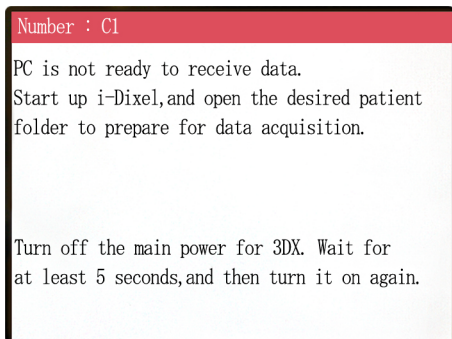 Number : C1
PC is not ready to receive data.
Start up i-Dixel,and open the desired patient
folder to prepare for data acquisition.
Turn off the main power for 3DX. Wait for
at least 5 seconds,and then turn it on again.